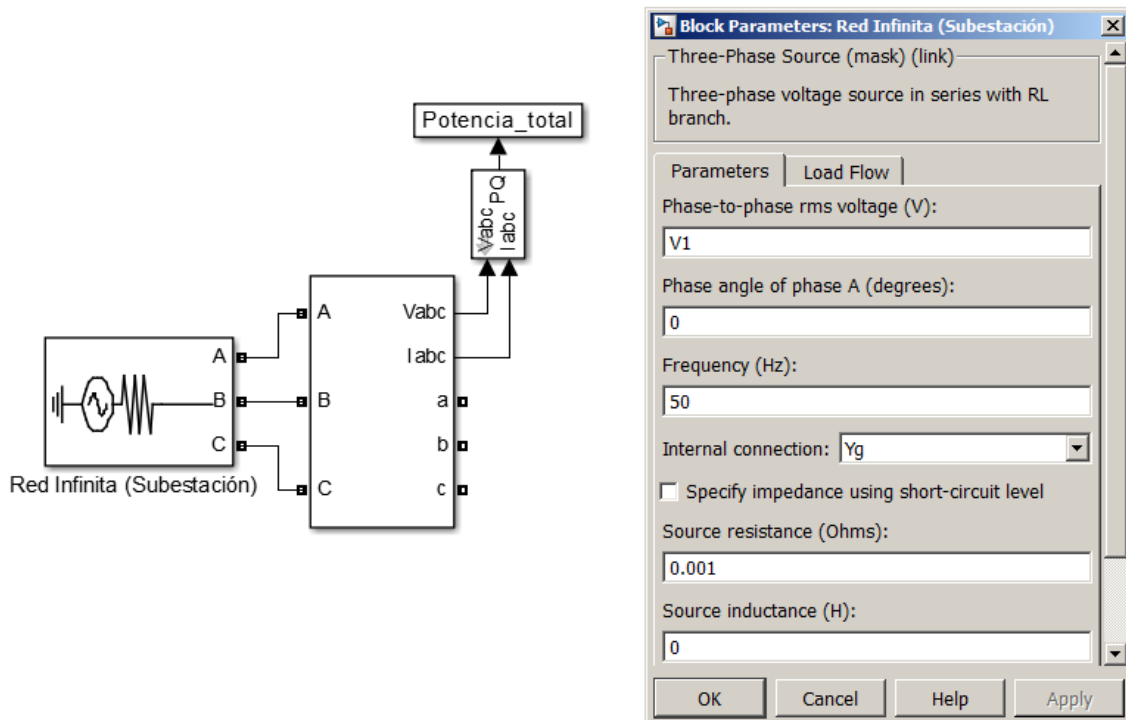 Potencia_total
Vabc
Iabc
PQ
A
Vabc
Iabc
B
a
b
C
c
A
B
C
Red Infinita (Subestación)
Block Parameters: Red Infinita (Subestación)
Three-Phase Source (mask) (link)
Three-phase voltage source in series with RL
branch.
Parameters
Load Flow
Phase-to-phase rms voltage (V):
V1
Phase angle of phase A (degrees):
0
Frequency (Hz):
50
Internal connection: Yg
Specify impedance using short-circuit level
Source resistance (Ohms):
0.001
Source inductance (H):
0
OK Cancel Help Apply